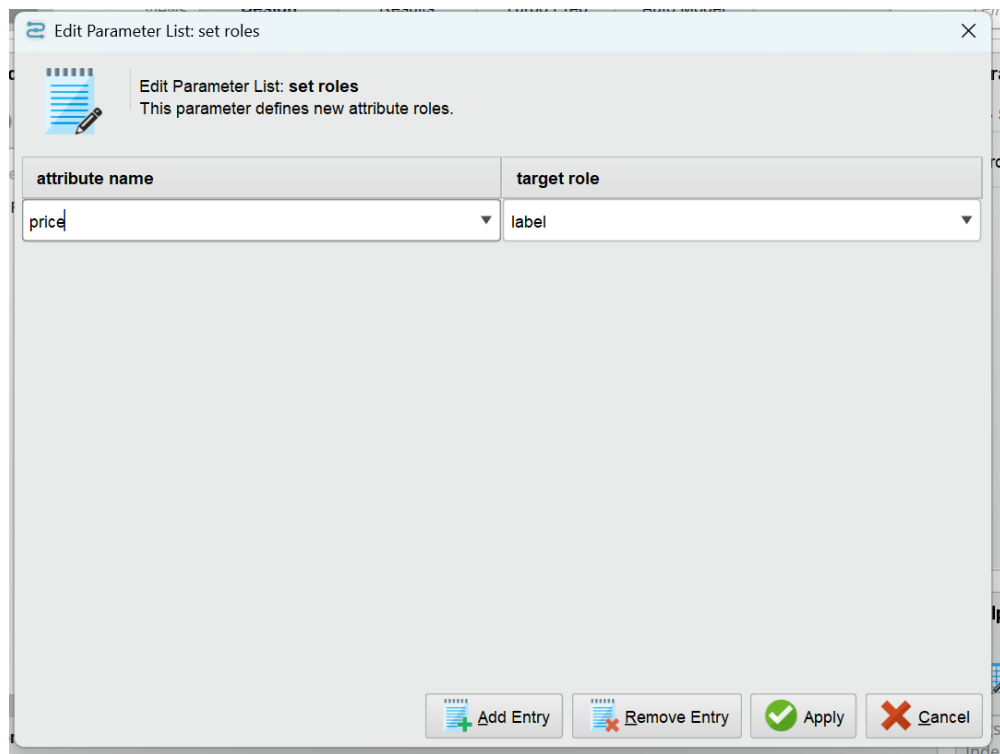 Edit Parameter List: set roles
Edit Parameter List: set roles
This parameter defines new attribute roles.
attribute name
target role
price
label
Add Entry
Remove Entry
Apply
Cancel